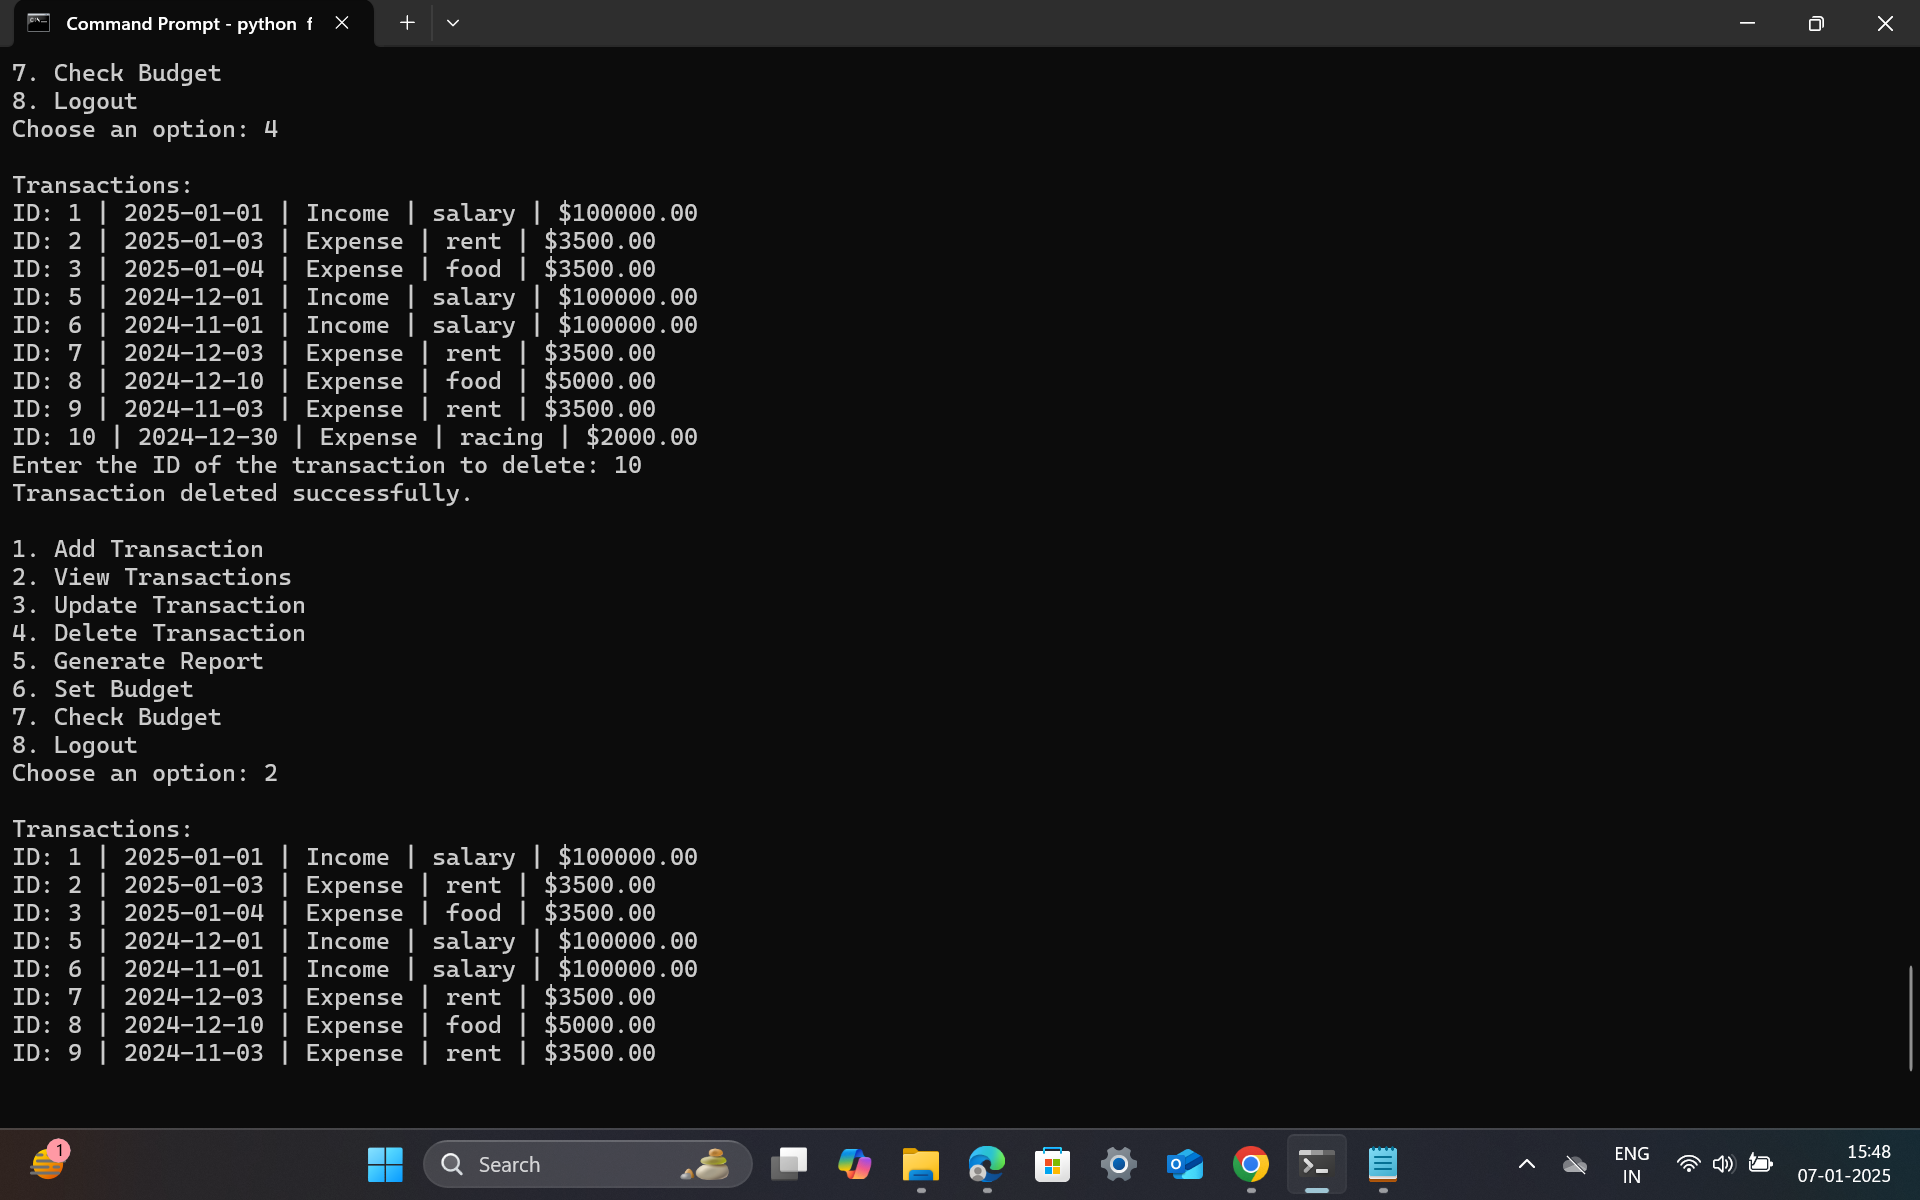 Command Prompt - python f
7. Check Budget
8. Logout
Choose an option: 4
Transactions:
ID: 1 | 2025-01-01 | Income | salary | $100000.00
ID: 2 | 2025-01-03 | Expense | rent | $3500.00
ID: 3 | 2025-01-04 | Expense | food | $3500.00
ID: 5 | 2024-12-01 | Income | salary | $100000.00
ID: 6 | 2024-11-01 | Income | salary | $100000.00
ID: 7 | 2024-12-03 | Expense | rent | $3500.00
ID: 8 | 2024-12-10 | Expense | food | $5000.00
ID: 9 | 2024-11-03 | Expense | rent | $3500.00
ID: 10 | 2024-12-30 | Expense | racing | $2000.00
Enter the ID of the transaction to delete: 10
Transaction deleted successfully.
1. Add Transaction
2. View Transactions
3. Update Transaction
4. Delete Transaction
5. Generate Report
6. Set Budget
7. Check Budget
8. Logout
Choose an option: 2
Transactions:
ID: 1 | 2025-01-01 | Income | salary | $100000.00
ID: 2 | 2025-01-03 | Expense | rent | $3500.00
ID: 3 | 2025-01-04 | Expense | food | $3500.00
ID: 5 | 2024-12-01 | Income | salary | $100000.00
ID: 6 | 2024-11-01 | Income | salary | $100000.00
ID: 7 | 2024-12-03 | Expense | rent | $3500.00
ID: 8 | 2024-12-10 | Expense | food | $5000.00
ID: 9 | 2024-11-03 | Expense | rent | $3500.00
1
Search
ENG
IN
15:48
07-01-2025